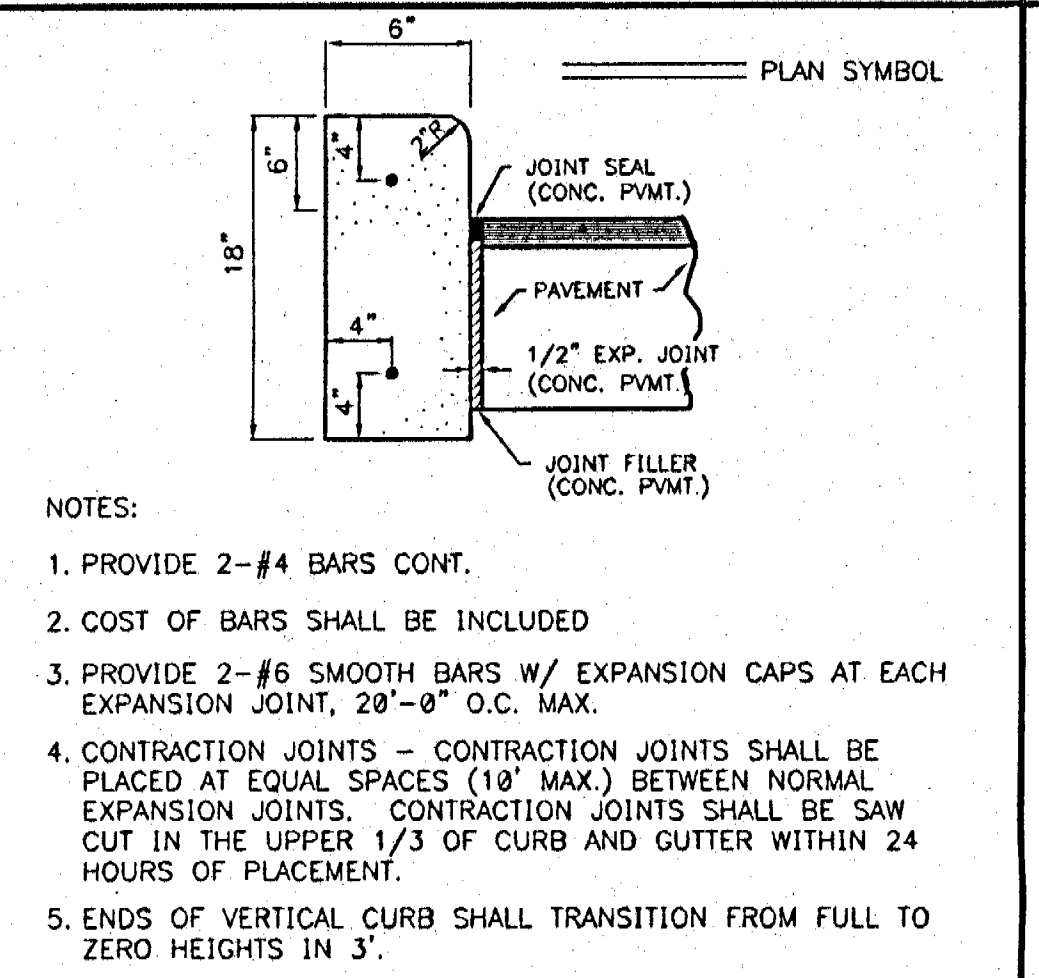 6"
PLAN SYMBOL
6"
4"
2"R
18"
JOINT SEAL
(CONC. PVMT.)
PAVEMENT
4"
1/2" EXP. JOINT
(CONC. PVMT.)
4"
JOINT FILLER
(CONC. PVMT.)
NOTES:
1. PROVIDE 2-#4 BARS CONT.
2. COST OF BARS SHALL BE INCLUDED
3. PROVIDE 2-#6 SMOOTH BARS W/ EXPANSION CAPS AT EACH
EXPANSION JOINT, 20'-0" O.C. MAX.
4. CONTRACTION JOINTS – CONTRACTION JOINTS SHALL BE
PLACED AT EQUAL SPACES (10' MAX.) BETWEEN NORMAL
EXPANSION JOINTS. CONTRACTION JOINTS SHALL BE SAW
CUT IN THE UPPER 1/3 OF CURB AND GUTTER WITHIN 24
HOURS OF PLACEMENT.
5. ENDS OF VERTICAL CURB SHALL TRANSITION FROM FULL TO
ZERO HEIGHTS IN 3'.